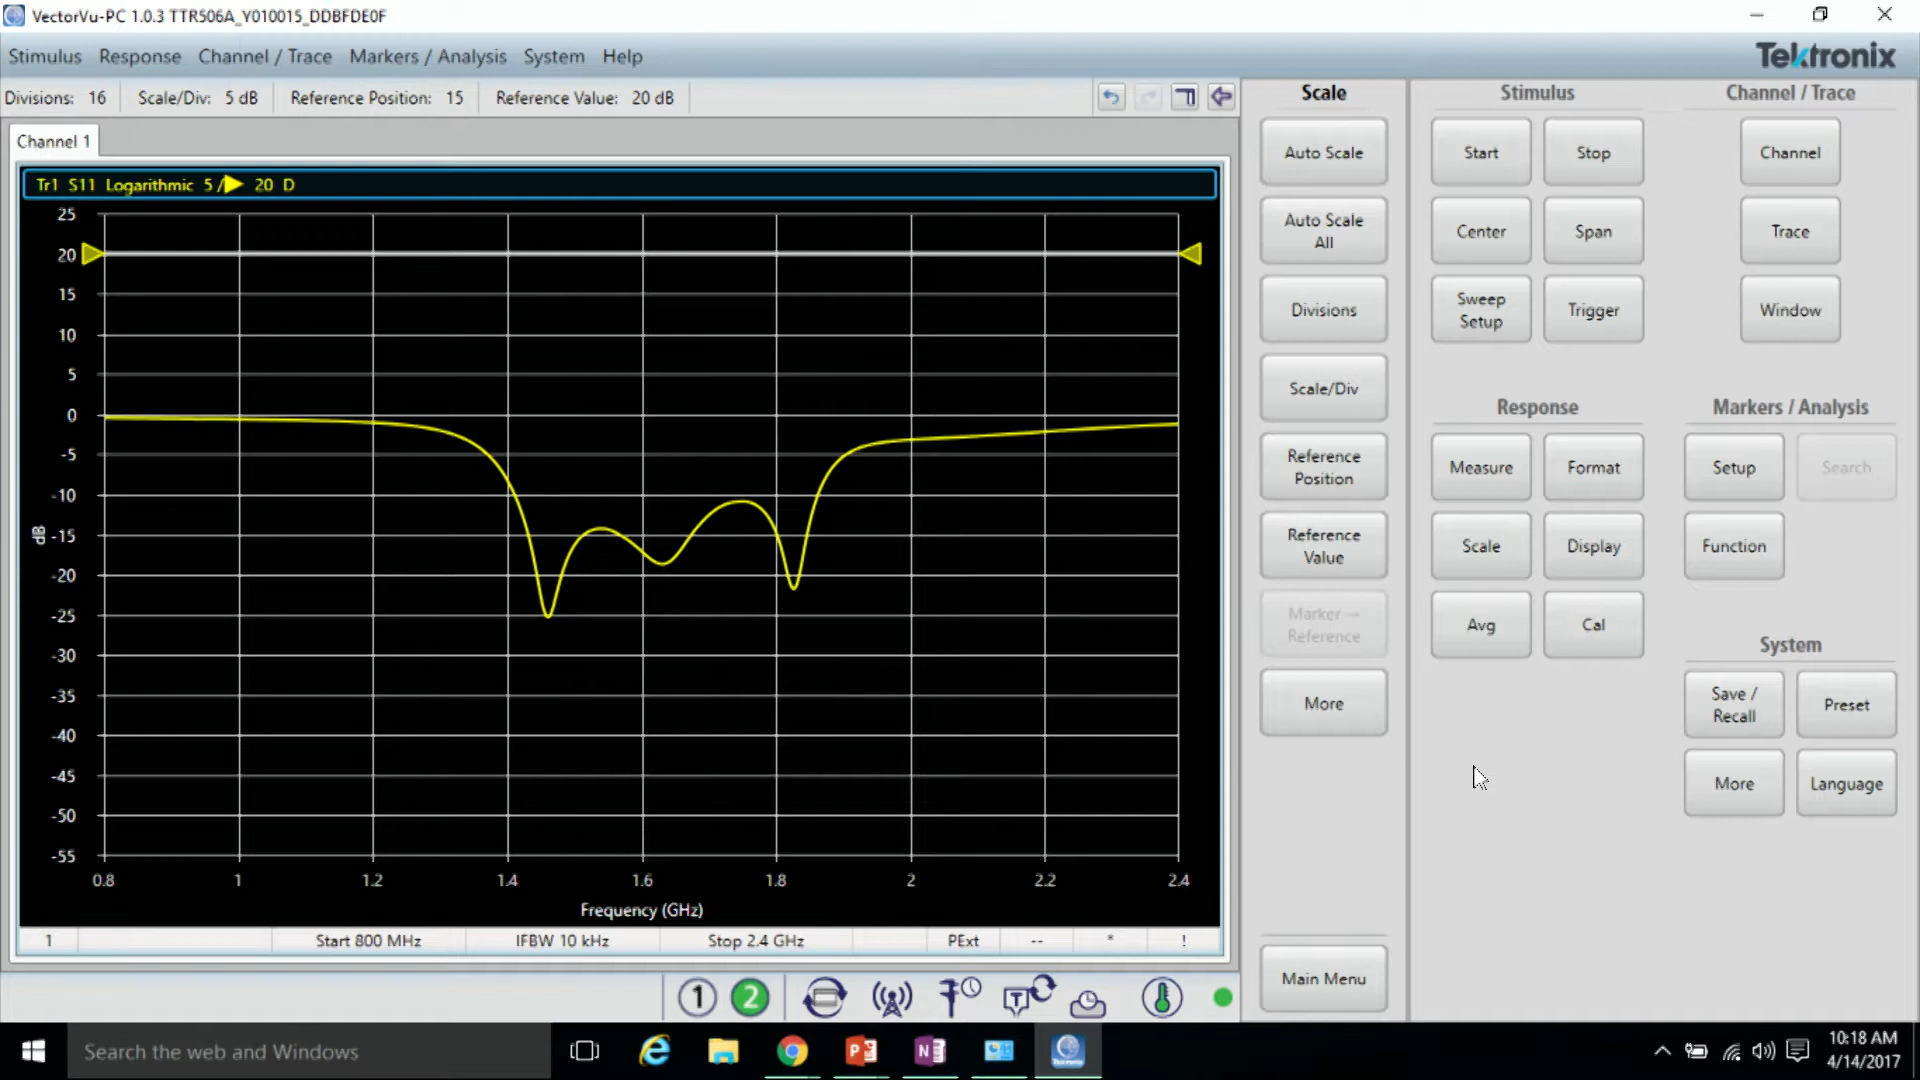 VectorVu-PC 1.0.3 TTR506A_Y010015_DDBFDE0F
Stimulus Response Channel / Trace Markers / Analysis System Help
Tektronix
Divisions: 16 Scale/Div: 5 dB Reference Position: 15 Reference Value: 20 dB
Channel 1
Tr1 S11 Logarithmic 5 / 20 D
25
20
15
10
5
0
-5
-10
-15
-20
-25
-30
-35
-40
-45
-50
-55
dB
0.8 1 1.2 1.4 1.6 1.8 2 2.2 2.4
Frequency (GHz)
1 Start 800 MHz IFBW 10 kHz Stop 2.4 GHz PExt -- * !
1 2
Scale
Auto Scale
Auto Scale
All
Divisions
Scale/Div
Reference
Position
Reference
Value
Marker →
Reference
More
Main Menu
Stimulus
Start Stop
Center Span
Sweep
Setup
Trigger
Response
Measure Format
Scale Display
Avg Cal
Channel / Trace
Channel
Trace
Window
Markers / Analysis
Setup Search
Function
System
Save /
Recall
Preset
More Language
Search the web and Windows
10:18 AM
4/14/2017